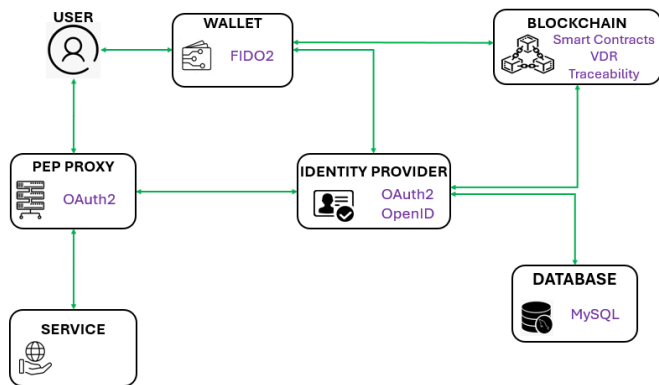 USER
WALLET
FIDO2
BLOCKCHAIN
Smart Contracts
VDR
Traceability
PEP PROXY
OAuth2
IDENTITY PROVIDER
OAuth2
OpenID
DATABASE
MySQL
SERVICE